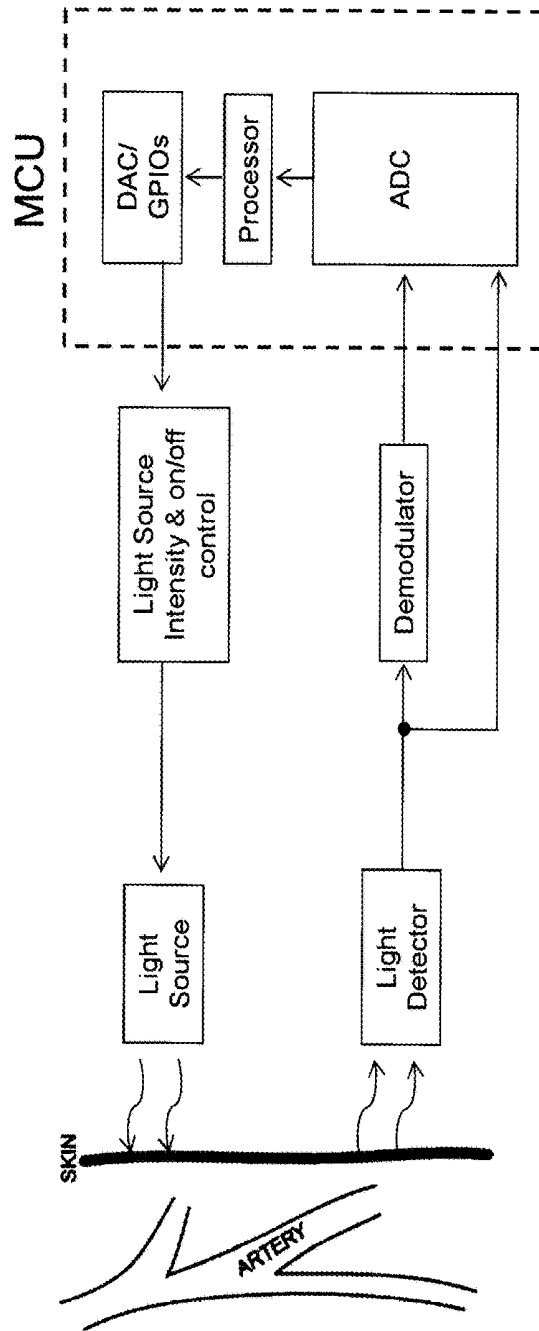 MCU
DAC/
GPIOs
Processor
ADC
Light Source
Intensity & on/off
control
Demodulator
Light
Source
Light
Detector
SKIN
ARTERY